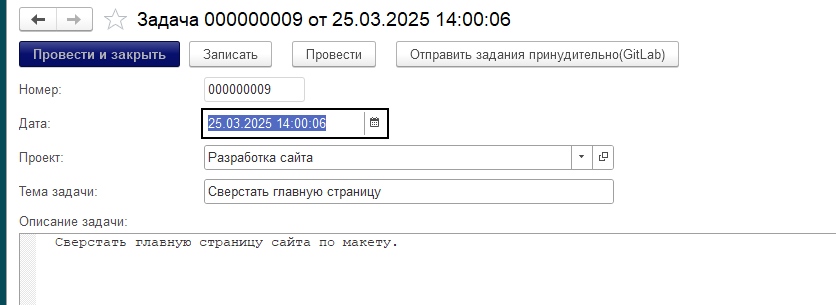 Задача 000000009 от 25.03.2025 14:00:06
Провести и закрыть Записать Провести Отправить задания принудительно(GitLab)
Номер: 000000009
Дата: 25.03.2025 14:00:06
Проект: Разработка сайта
Тема задачи: Сверстать главную страницу
Описание задачи:
Сверстать главную страницу сайта по макету.